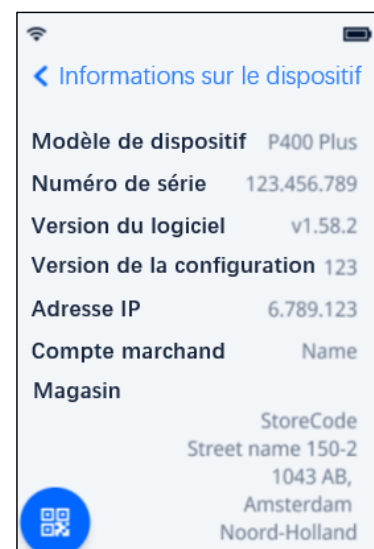 Informations sur le dispositif
Modèle de dispositif P400 Plus
Numéro de série 123.456.789
Version du logiciel v1.58.2
Version de la configuration 123
Adresse IP 6.789.123
Compte marchand Name
Magasin
StoreCode
Street name 150-2
1043 AB,
Amsterdam
Noord-Holland